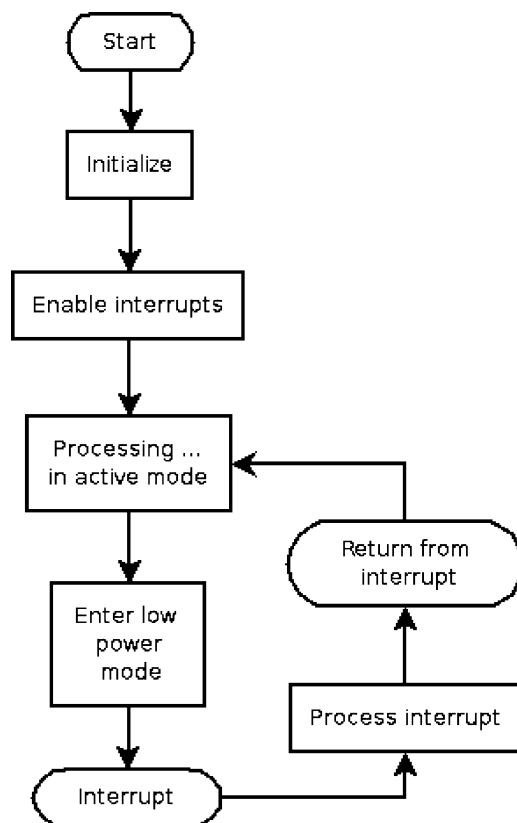 Start
Initialize
Enable interrupts
Processing ...
in active mode
Enter low
power
mode
Interrupt
Process interrupt
Return from
interrupt